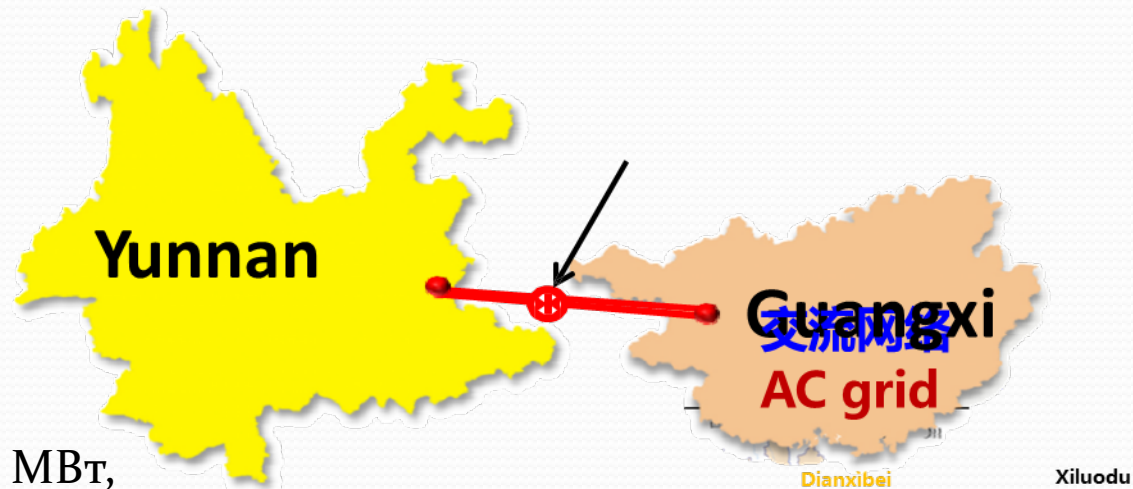 Yunnan
Guangxi
交流网络
AC grid
МВт,
Dianxibei
Xiluodu